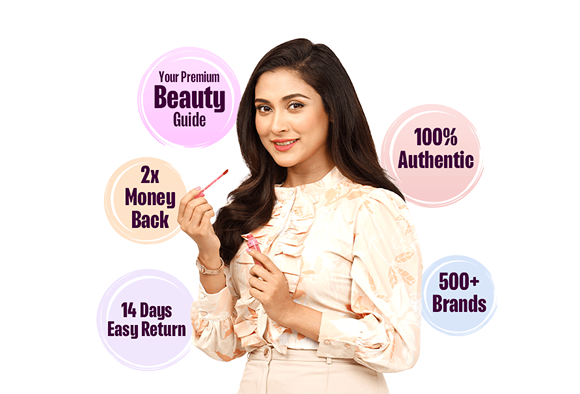 Your Premium
Beauty
Guide
2x
Money
Back
14 Days
Easy Return
100%
Authentic
500+
Brands